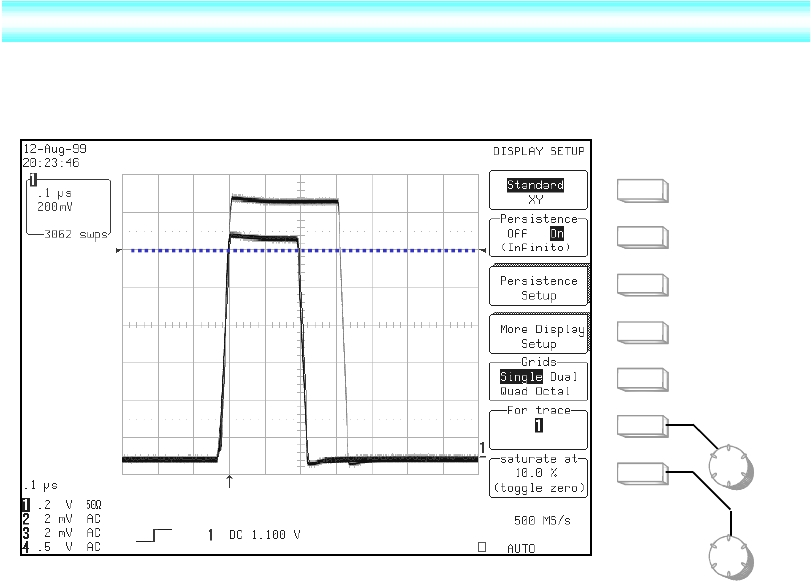 12-Aug-99
20:23:46
DISPLAY SETUP
1
.1 µs
200mV
3062 swps
Standard
XY
Persistence
Off On
(Infinito)
Persistence
Setup
More Display
Setup
Grids
Single Dual
Quad Octal
For trace
1
saturate at
10.0 %
(toggle zero)
1
.1 µs
1 .2 V 50Ω
2 2 mV AC
3 2 mV AC
4 .5 V AC
1 DC 1.100 V
500 MS/s
AUTO